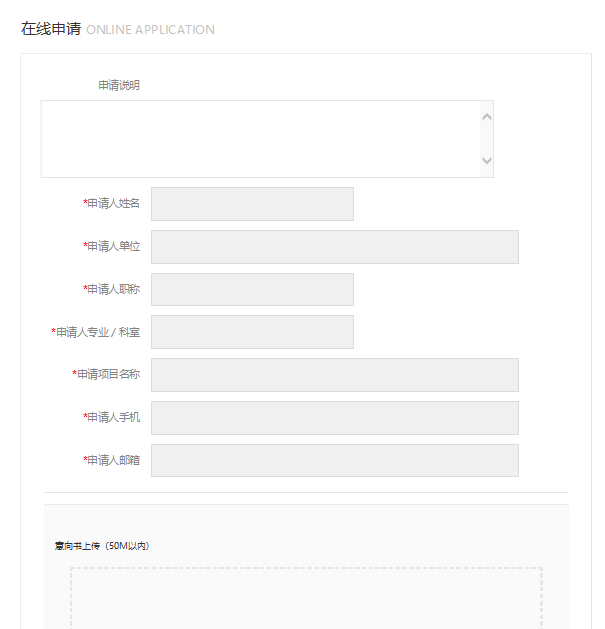 在线申请 ONLINE APPLICATION
申请说明
*申请人姓名
*申请人单位
*申请人职称
*申请人专业 / 科室
*申请项目名称
*申请人手机
*申请人邮箱
意向书上传（50M以内）